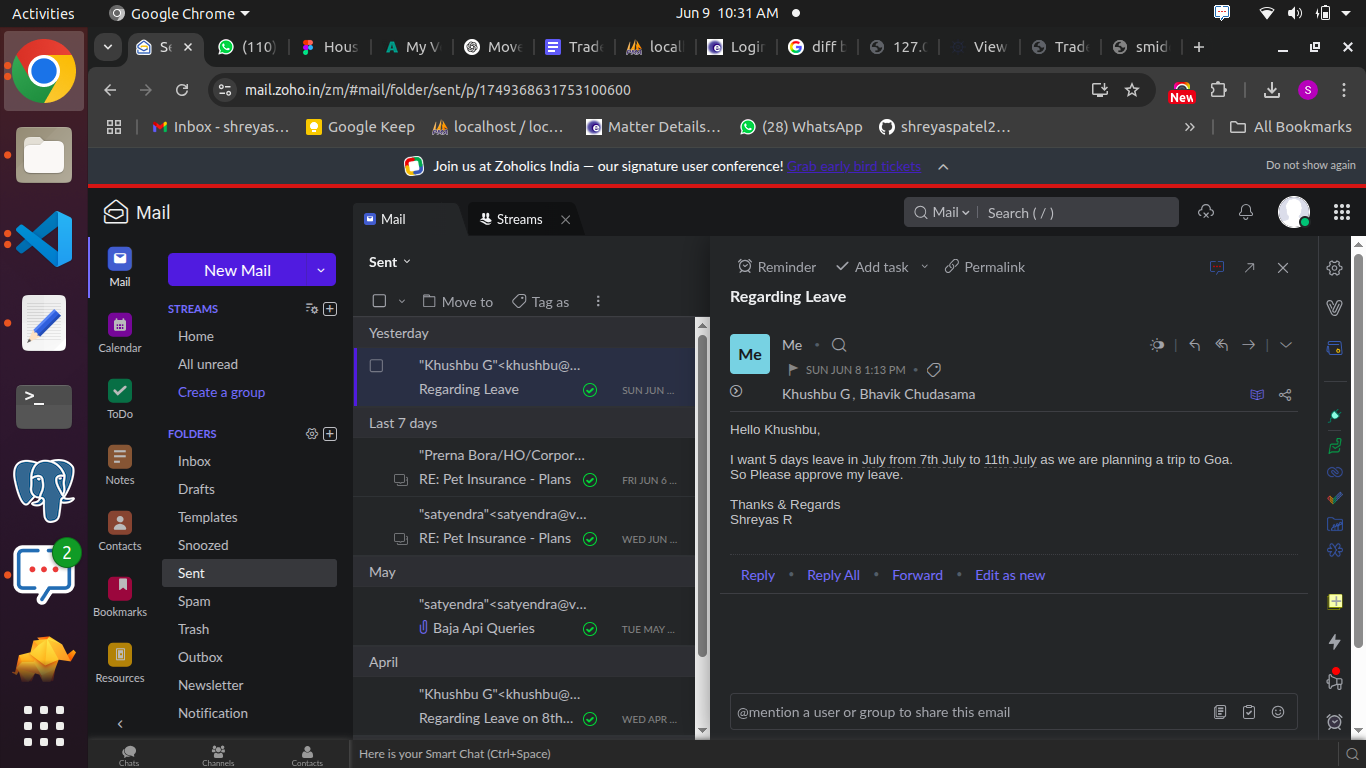 Activities
Google Chrome
Jun 9 10:31 AM
Se
(110)
Hous
My V
Move
Trade
locall
Login
diff b
127.0
View
Trade
smid
mail.zoho.in/zm/#mail/folder/sent/p/1749368631753100600
New
S
Inbox - shreyas…
Google Keep
localhost / loc…
Matter Details…
(28) WhatsApp
shreyaspatel2…
All Bookmarks
Join us at Zoholics India — our signature user conference! Grab early bird tickets
Do not show again
Mail
Mail
Streams
Mail
Search ( / )
Mail
Calendar
ToDo
Notes
Contacts
Bookmarks
Resources
New Mail
STREAMS
Home
All unread
Create a group
FOLDERS
Inbox
Drafts
Templates
Snoozed
Sent
Spam
Trash
Outbox
Newsletter
Notification
Sent
Move to
Tag as
Yesterday
"Khushbu G"<khushbu@...
Regarding Leave
SUN JUN ...
Last 7 days
"Prerna Bora/HO/Corpor...
RE: Pet Insurance - Plans
FRI JUN 6 ...
"satyendra"<satyendra@v...
RE: Pet Insurance - Plans
WED JUN ...
May
"satyendra"<satyendra@v...
Baja Api Queries
TUE MAY ...
April
"Khushbu G"<khushbu@...
Regarding Leave on 8th...
WED APR ...
Reminder
Add task
Permalink
Regarding Leave
Me
Me
SUN JUN 8 1:13 PM
Khushbu G, Bhavik Chudasama
Hello Khushbu,
I want 5 days leave in July from 7th July to 11th July as we are planning a trip to Goa.
So Please approve my leave.
Thanks & Regards
Shreyas R
Reply
Reply All
Forward
Edit as new
@mention a user or group to share this email
2
Chats
Channels
Contacts
Here is your Smart Chat (Ctrl+Space)